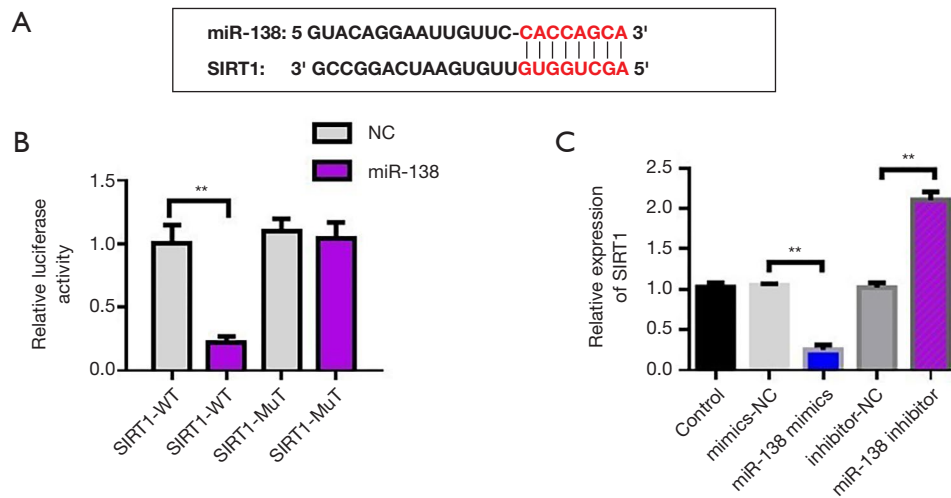 A
miR-138: 5 GUACAGGAAUUGUUC-CACCAGCA 3'
SIRT1: 3' GCCGGACUAAGUGUUGUGGUCGA 5'
B
NC
miR-138
Relative luciferase
activity
1.5
1.0
0.5
0.0
**
SIRT1-WT
SIRT1-WT
SIRT1-MuT
SIRT1-MuT
C
Relative expression
of SIRT1
2.5
2.0
1.5
1.0
0.5
0.0
**
**
Control
mimics-NC
miR-138 mimics
inhibitor-NC
miR-138 inhibitor